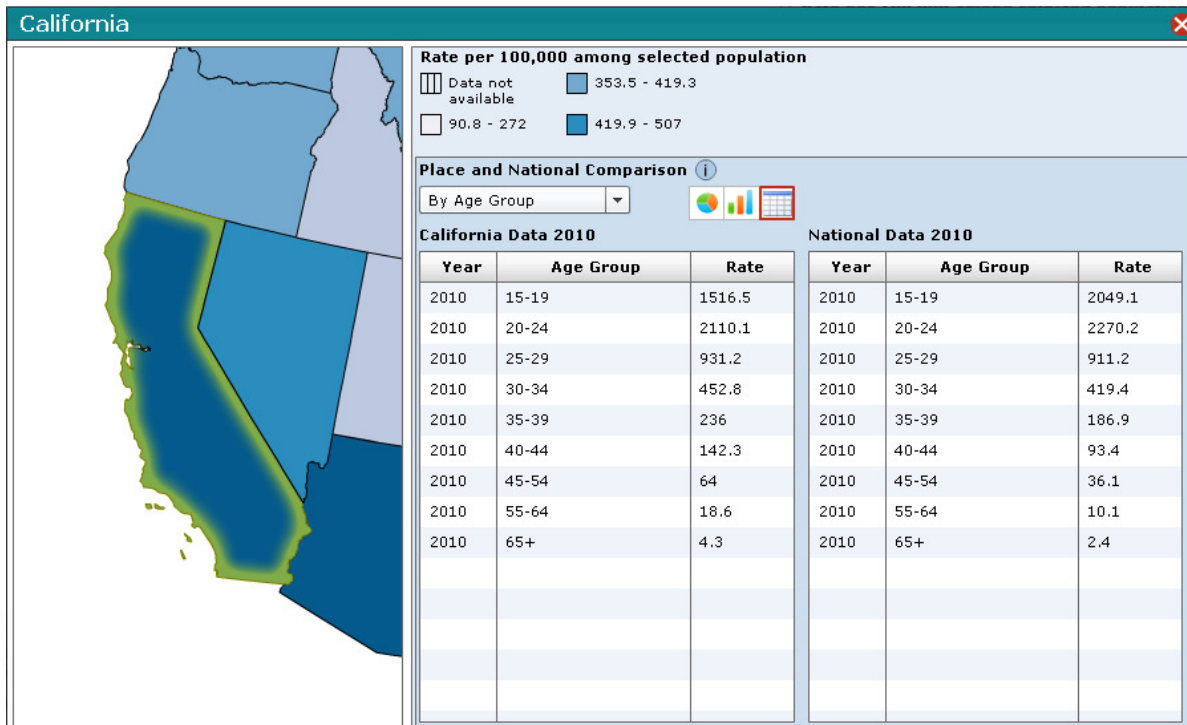 California
Rate per 100,000 among selected population
Data not available
353.5 - 419.3
90.8 - 272
419.9 - 507
Place and National Comparison i
By Age Group
California Data 2010
Year Age Group Rate
2010 15-19 1516.5
2010 20-24 2110.1
2010 25-29 931.2
2010 30-34 452.8
2010 35-39 236
2010 40-44 142.3
2010 45-54 64
2010 55-64 18.6
2010 65+ 4.3
National Data 2010
Year Age Group Rate
2010 15-19 2049.1
2010 20-24 2270.2
2010 25-29 911.2
2010 30-34 419.4
2010 35-39 186.9
2010 40-44 93.4
2010 45-54 36.1
2010 55-64 10.1
2010 65+ 2.4